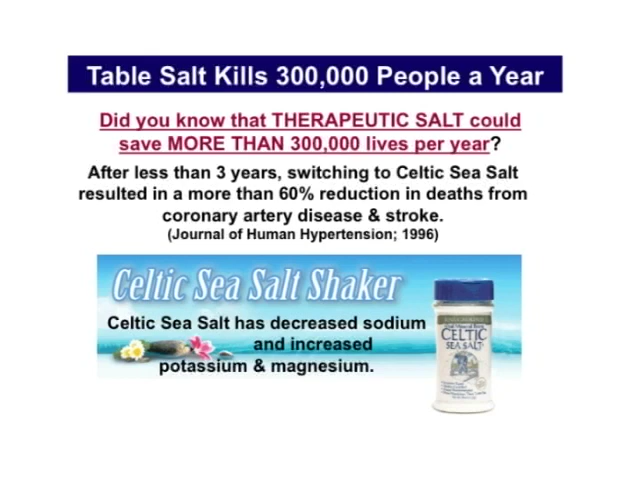 Table Salt Kills 300,000 People a Year
Did you know that THERAPEUTIC SALT could
save MORE THAN 300,000 lives per year?
After less than 3 years, switching to Celtic Sea Salt
resulted in a more than 60% reduction in deaths from
coronary artery disease & stroke.
(Journal of Human Hypertension; 1996)
Celtic Sea Salt Shaker
Celtic Sea Salt has decreased sodium
and increased
potassium & magnesium.
CELTIC
SEA SALT